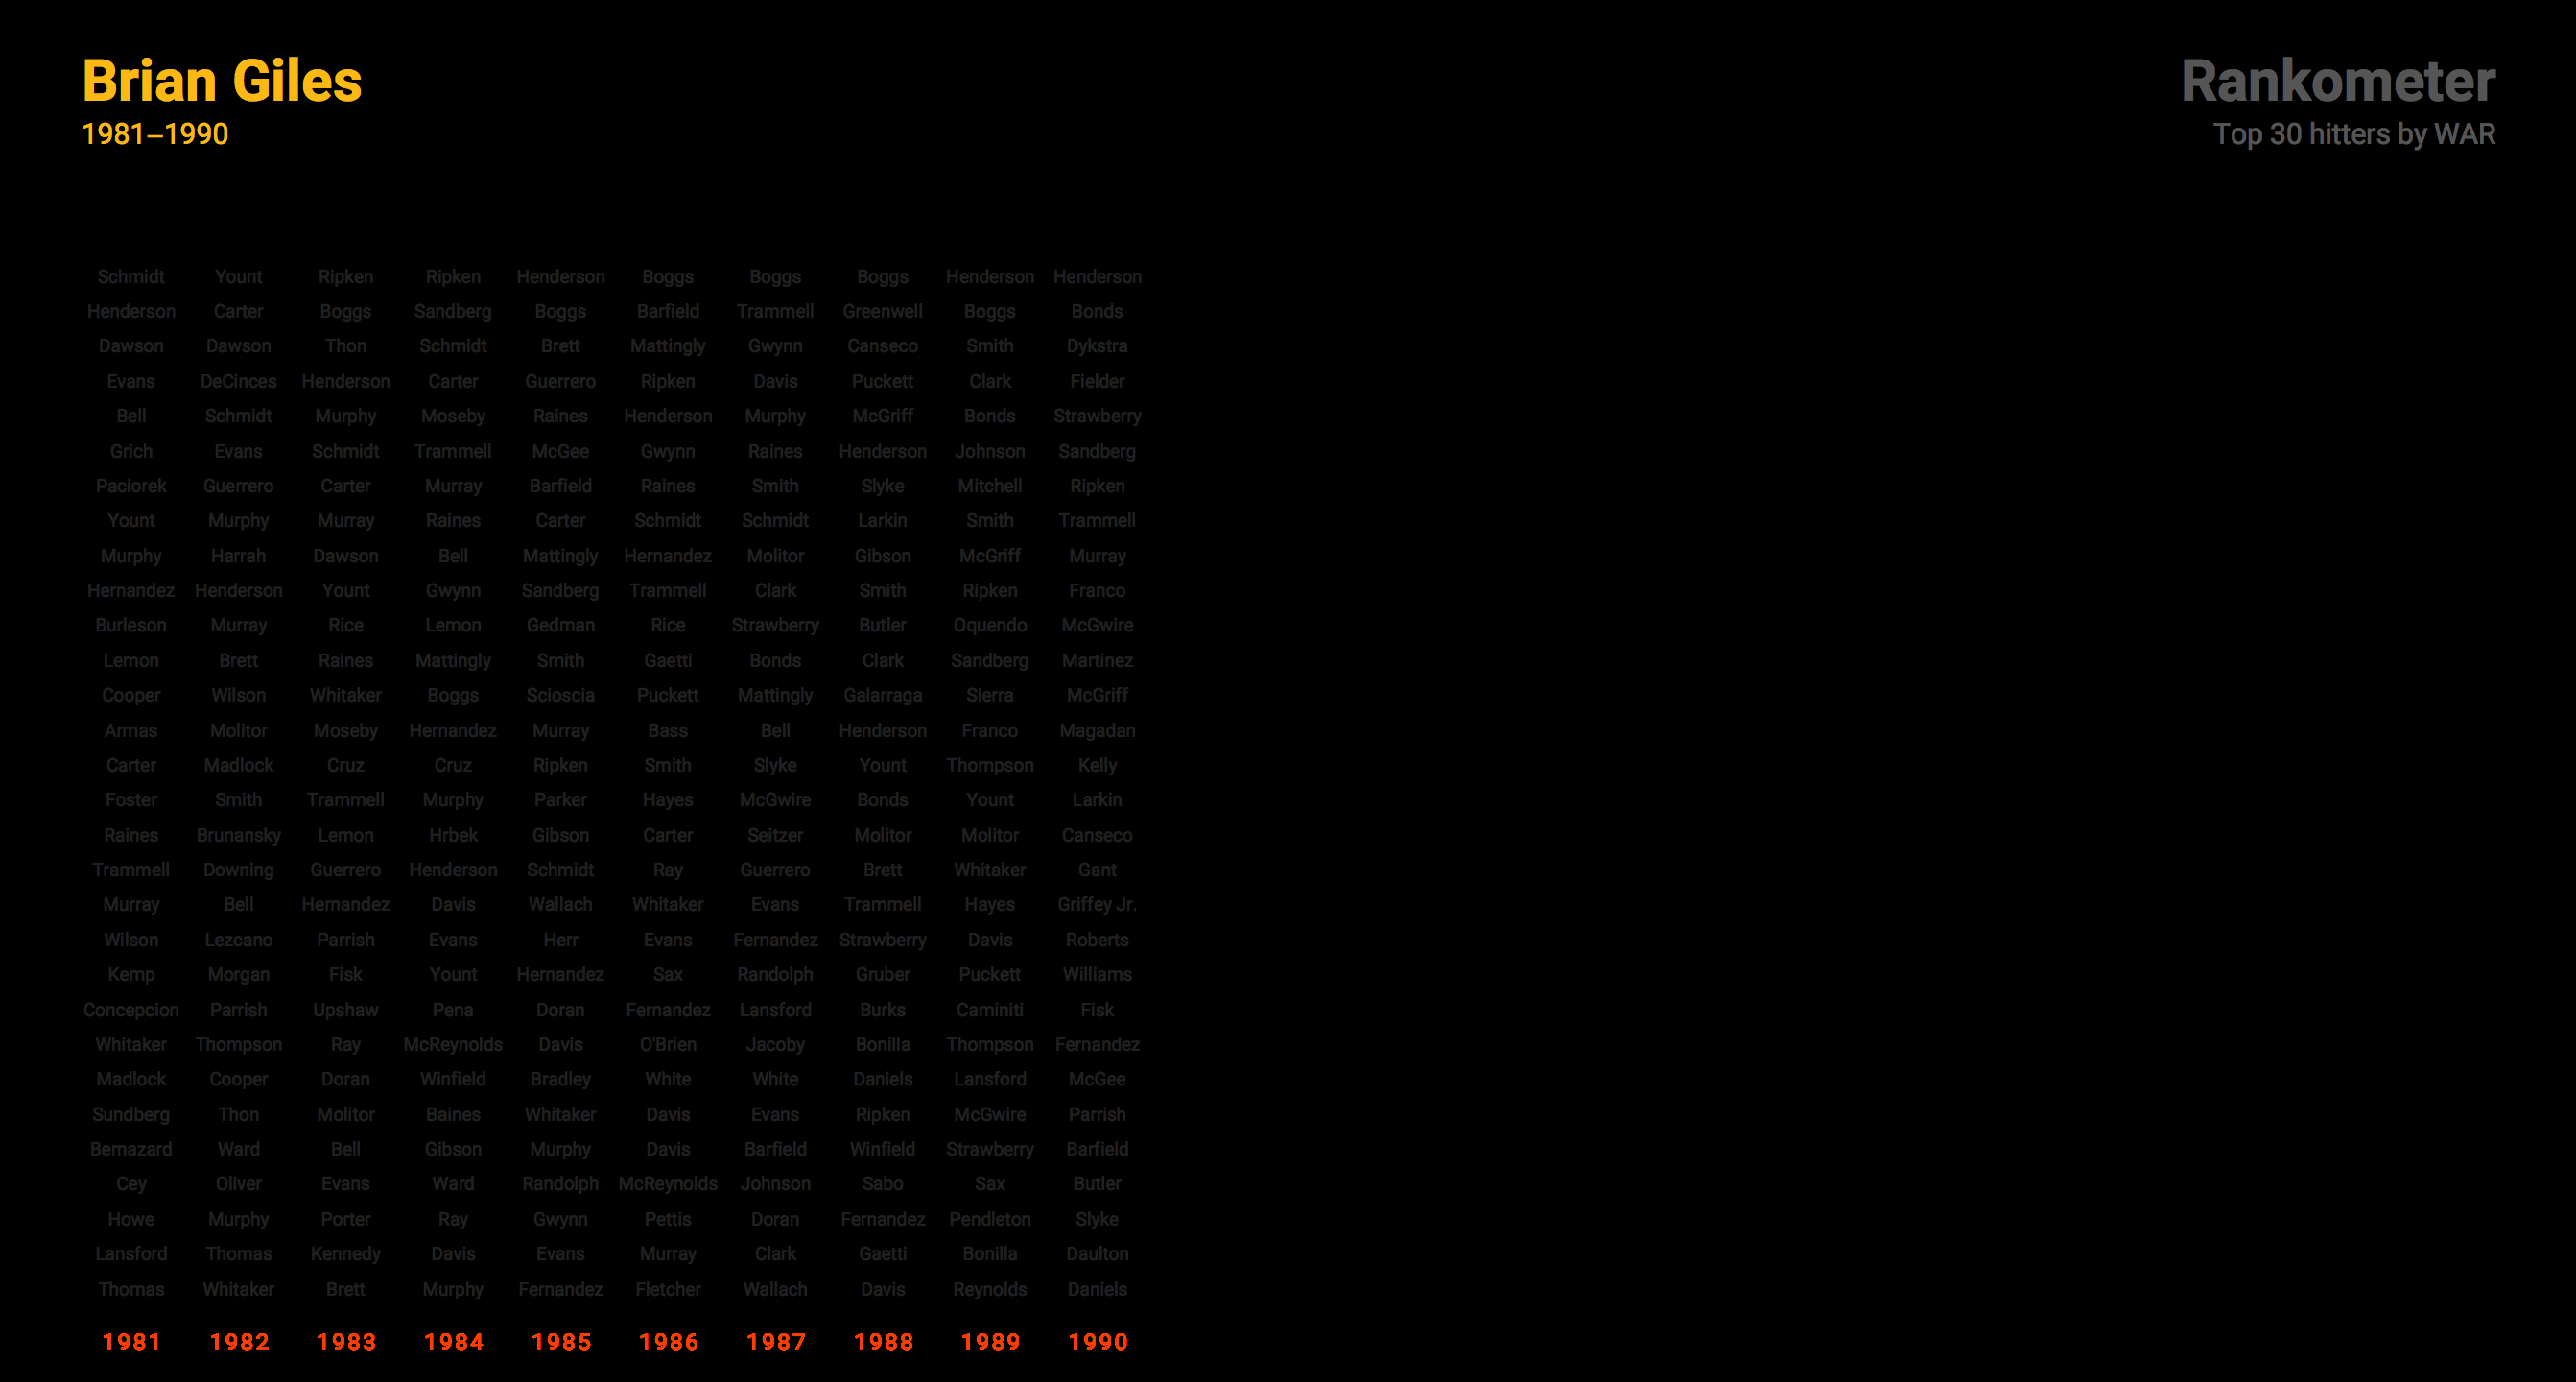 Brian Giles
1981–1990
Rankometer
Top 30 hitters by WAR
Schmidt Yount Ripken Ripken Henderson Boggs Boggs Boggs Henderson Henderson
Henderson Carter Boggs Sandberg Boggs Barfield Trammell Greenwell Boggs Bonds
Dawson Dawson Thon Schmidt Brett Mattingly Gwynn Canseco Smith Dykstra
Evans DeCinces Henderson Carter Guerrero Ripken Davis Puckett Clark Fielder
Bell Schmidt Murphy Moseby Raines Henderson Murphy McGriff Bonds Strawberry
Grich Evans Schmidt Trammell McGee Gwynn Raines Henderson Johnson Sandberg
Paciorek Guerrero Carter Murray Barfield Raines Smith Slyke Mitchell Ripken
Yount Murphy Murray Raines Carter Schmidt Schmidt Larkin Smith Trammell
Murphy Harrah Dawson Bell Mattingly Hernandez Molitor Gibson McGriff Murray
Hernandez Henderson Yount Gwynn Sandberg Trammell Clark Smith Ripken Franco
Burleson Murray Rice Lemon Gedman Rice Strawberry Butler Oquendo McGwire
Lemon Brett Raines Mattingly Smith Gaetti Bonds Clark Sandberg Martinez
Cooper Wilson Whitaker Boggs Scioscia Puckett Mattingly Galarraga Sierra McGriff
Armas Molitor Moseby Hernandez Murray Bass Bell Henderson Franco Magadan
Carter Madlock Cruz Cruz Ripken Smith Slyke Yount Thompson Kelly
Foster Smith Trammell Murphy Parker Hayes McGwire Bonds Yount Larkin
Raines Brunansky Lemon Hrbek Gibson Carter Seitzer Molitor Molitor Canseco
Trammell Downing Guerrero Henderson Schmidt Ray Guerrero Brett Whitaker Gant
Murray Bell Hernandez Davis Wallach Whitaker Evans Trammell Hayes Griffey Jr.
Wilson Lezcano Parrish Evans Herr Evans Fernandez Strawberry Davis Roberts
Kemp Morgan Fisk Yount Hernandez Sax Randolph Gruber Puckett Williams
Concepcion Parrish Upshaw Pena Doran Fernandez Lansford Burks Caminiti Fisk
Whitaker Thompson Ray McReynolds Davis O'Brien Jacoby Bonilla Thompson Fernandez
Madlock Cooper Doran Winfield Bradley White White Daniels Lansford McGee
Sundberg Thon Molitor Baines Whitaker Davis Evans Ripken McGwire Parrish
Bernazard Ward Bell Gibson Murphy Davis Barfield Winfield Strawberry Barfield
Cey Oliver Evans Ward Randolph McReynolds Johnson Sabo Sax Butler
Howe Murphy Porter Ray Gwynn Pettis Doran Fernandez Pendleton Slyke
Lansford Thomas Kennedy Davis Evans Murray Clark Gaetti Bonilla Daulton
Thomas Whitaker Brett Murphy Fernandez Fletcher Wallach Davis Reynolds Daniels
1981 1982 1983 1984 1985 1986 1987 1988 1989 1990